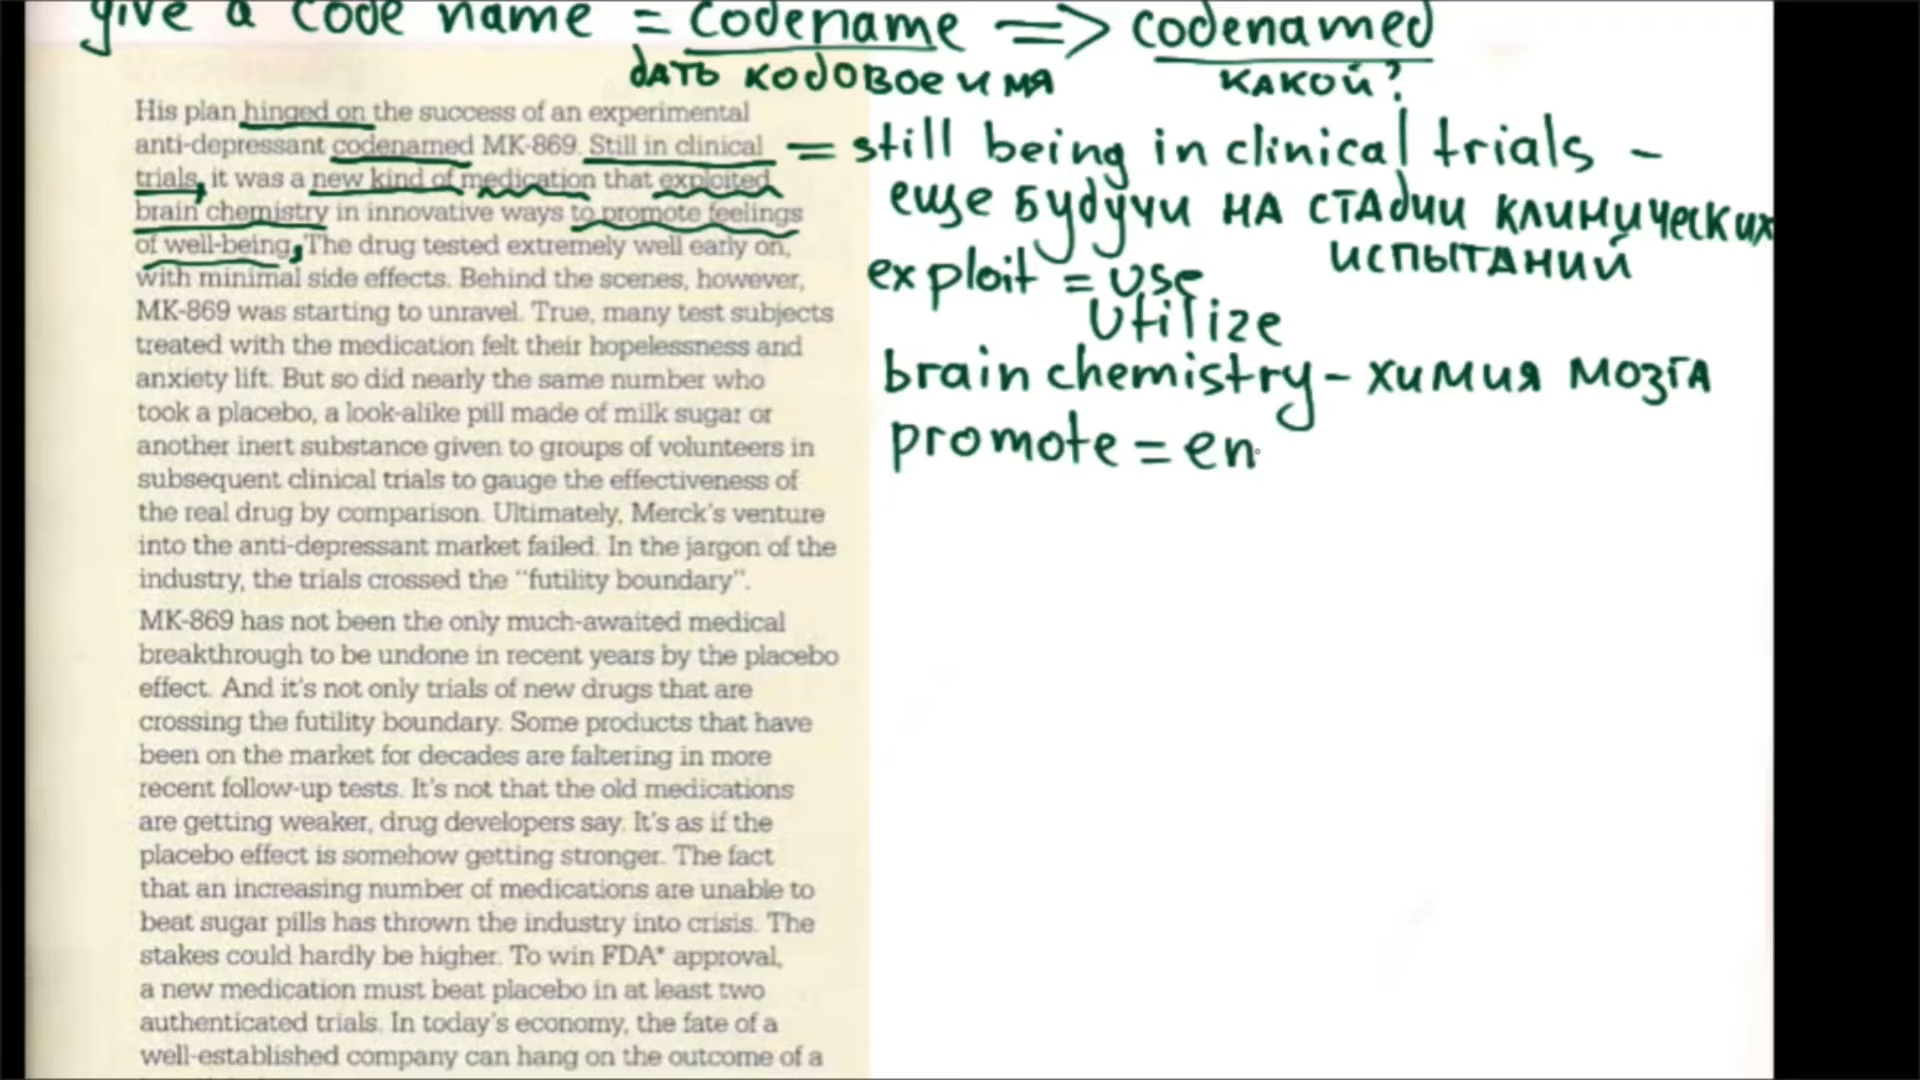 give a code name = codename => codenamed
дать кодовое имя какой?
His plan hinged on the success of an experimental
anti-depressant codenamed MK-869. Still in clinical
trials, it was a new kind of medication that exploited
brain chemistry in innovative ways to promote feelings
of well-being. The drug tested extremely well early on,
with minimal side effects. Behind the scenes, however,
MK-869 was starting to unravel. True, many test subjects
treated with the medication felt their hopelessness and
anxiety lift. But so did nearly the same number who
took a placebo, a look-alike pill made of milk sugar or
another inert substance given to groups of volunteers in
subsequent clinical trials to gauge the effectiveness of
the real drug by comparison. Ultimately, Merck's venture
into the anti-depressant market failed. In the jargon of the
industry, the trials crossed the “futility boundary”.
MK-869 has not been the only much-awaited medical
breakthrough to be undone in recent years by the placebo
effect. And it's not only trials of new drugs that are
crossing the futility boundary. Some products that have
been on the market for decades are faltering in more
recent follow-up tests. It's not that the old medications
are getting weaker, drug developers say. It's as if the
placebo effect is somehow getting stronger. The fact
that an increasing number of medications are unable to
beat sugar pills has thrown the industry into crisis. The
stakes could hardly be higher. To win FDA* approval,
a new medication must beat placebo in at least two
authenticated trials. In today's economy, the fate of a
well-established company can hang on the outcome of a
= still being in clinical trials -
еще будучи на стадии клинических
испытаний
exploit = use
utilize
brain chemistry - химия мозга
promote = en